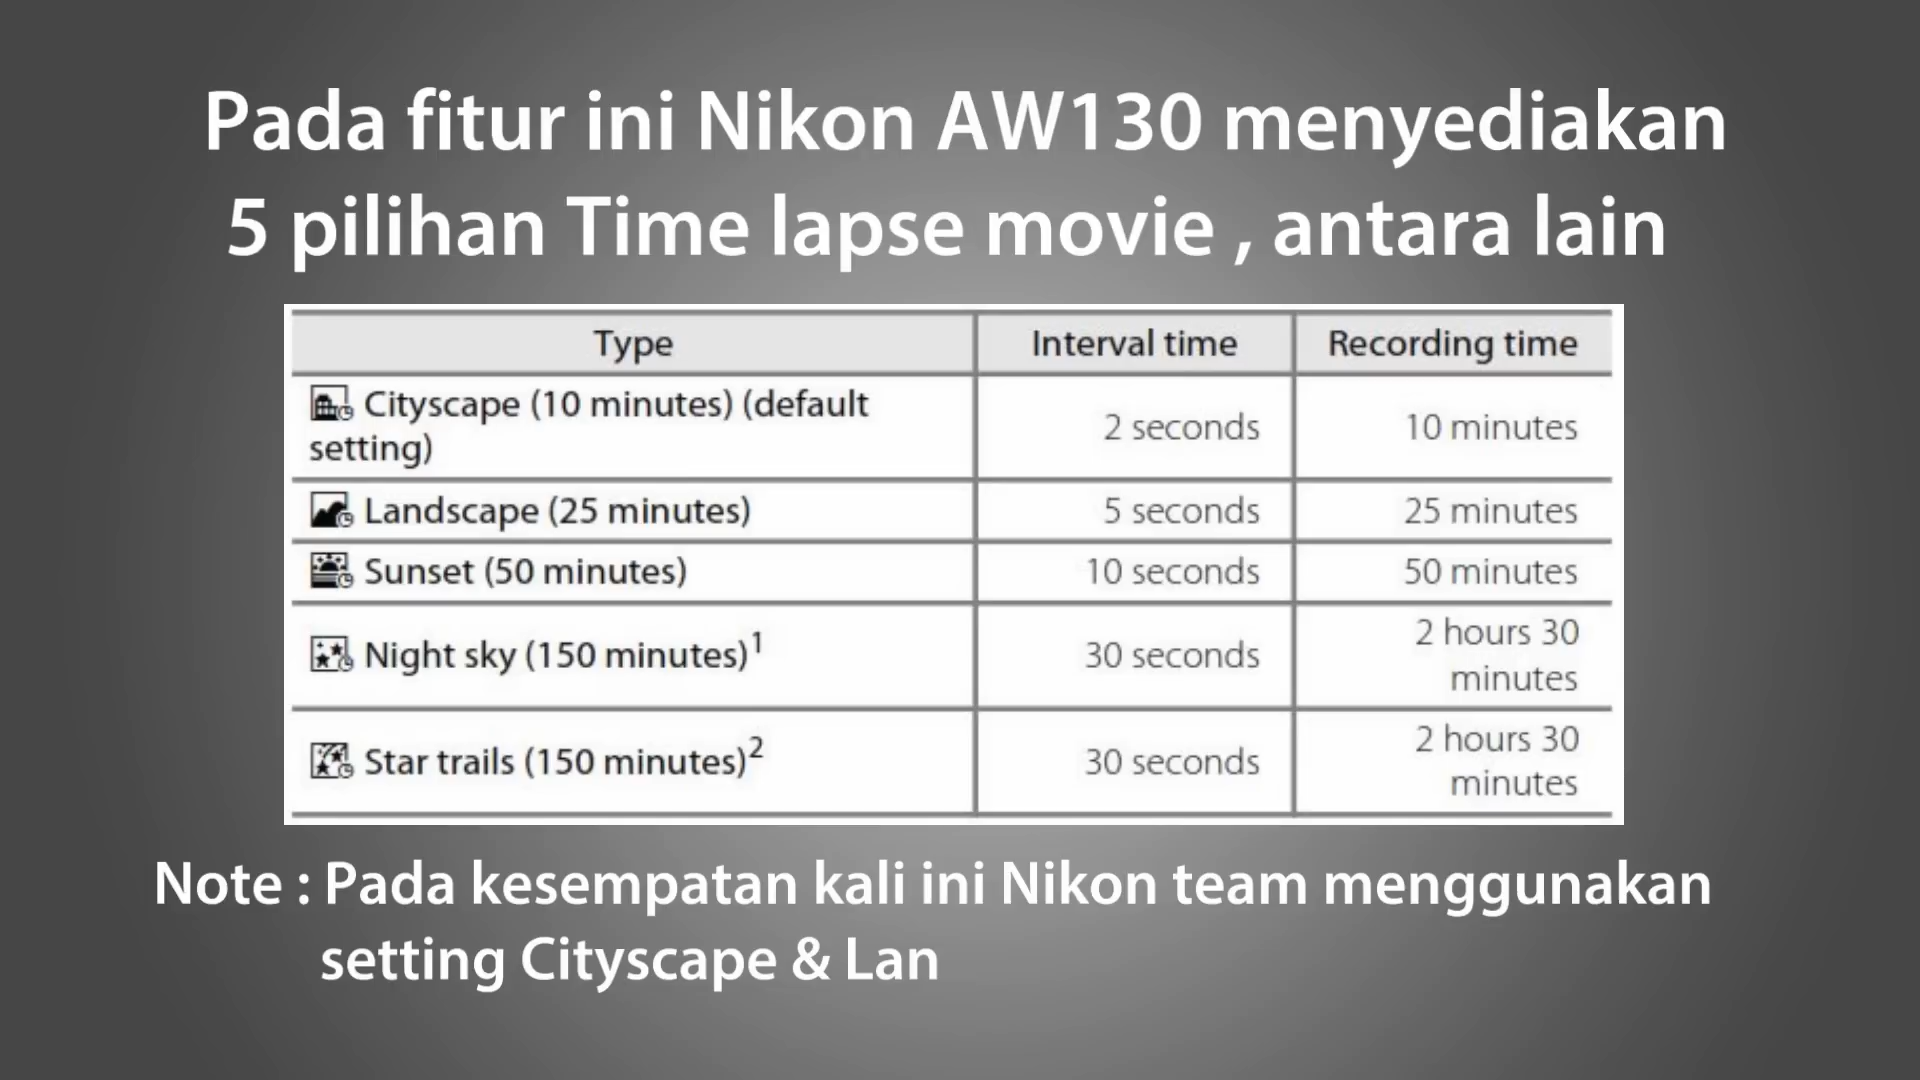 Pada fitur ini Nikon AW130 menyediakan
5 pilihan Time lapse movie , antara lain
Type Interval time Recording time
Cityscape (10 minutes) (default
setting) 2 seconds 10 minutes
Landscape (25 minutes) 5 seconds 25 minutes
Sunset (50 minutes) 10 seconds 50 minutes
Night sky (150 minutes)1 30 seconds 2 hours 30
minutes
Star trails (150 minutes)2 30 seconds 2 hours 30
minutes
Note : Pada kesempatan kali ini Nikon team menggunakan
setting Cityscape & Lan